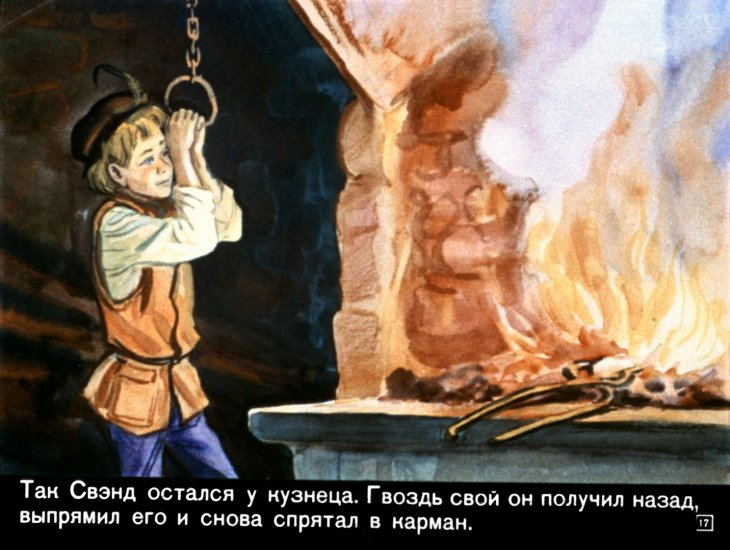 Так Свэнд остался у кузнеца. Гвоздь свой он получил назад,
выпрямил его и снова спрятал в карман.
17